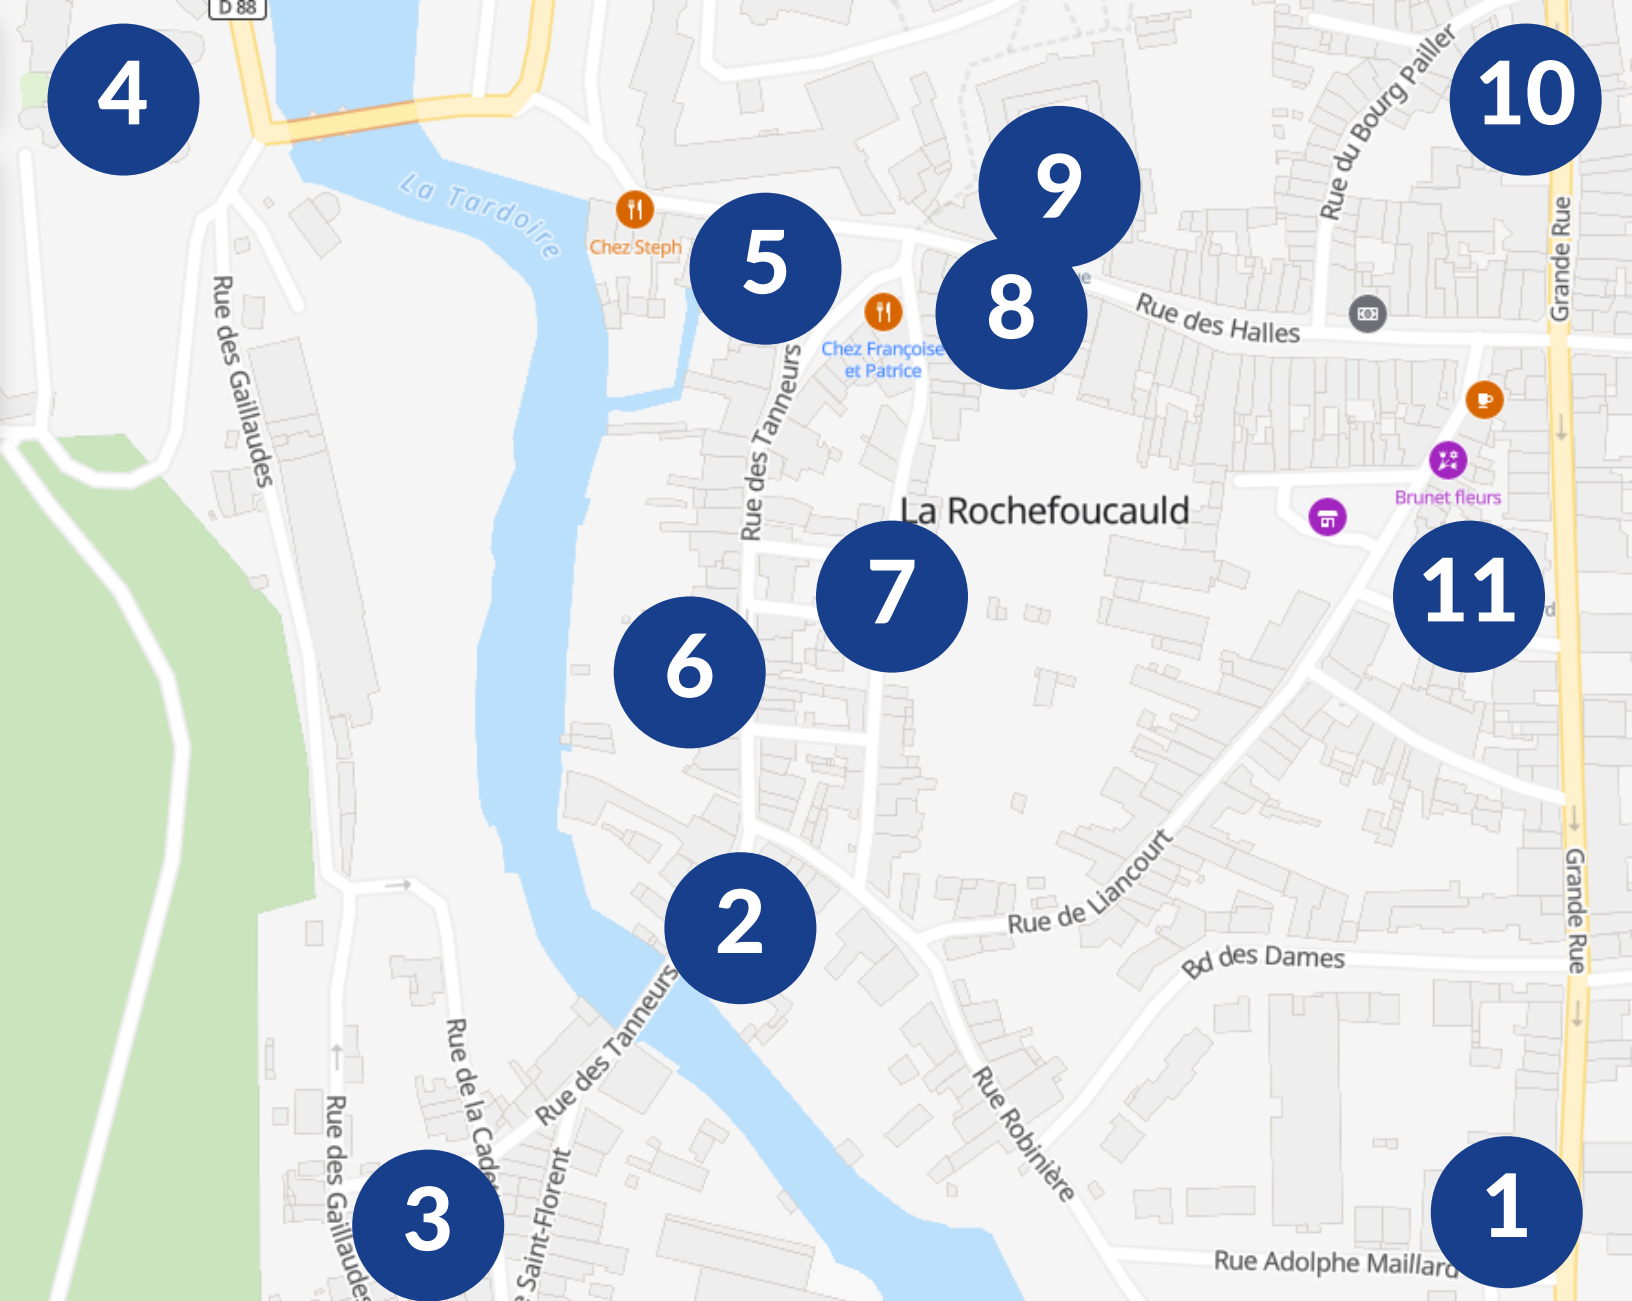 D 88
4
10
Rue du Bourg Pailler
9
La Tardoire
Chez Steph
5
8
Grande Rue
Rue des Halles
Rue des Gaillaudes
Chez Françoise
et Patrice
Rue des Tanneurs
La Rochefoucauld
Brunet fleurs
7
11
6
2
Rue de Liancourt
Grande Rue
Bd des Dames
Rue des Tanneurs
Rue de la Cado
Rue Robinière
Rue des Gaillaudes
3
Saint-Florent
1
Rue Adolphe Maillard